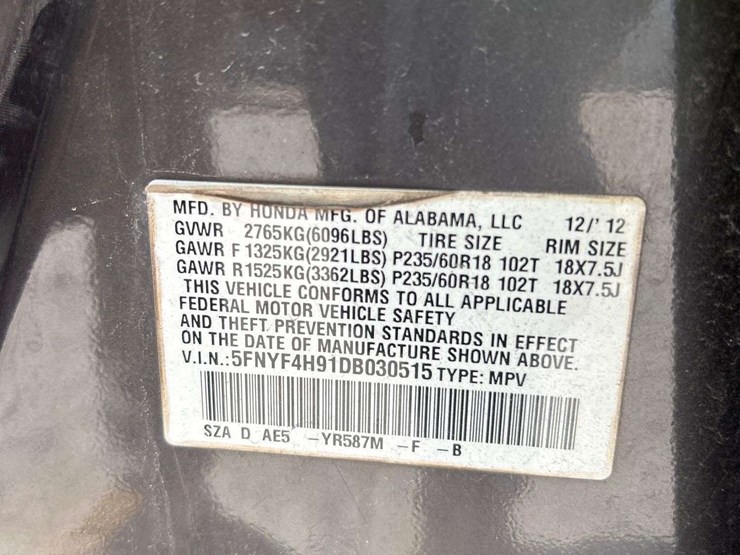 MFD. BY HONDA MFG. OF ALABAMA, LLC 12/' 12
GVWR 2765KG(6096LBS) TIRE SIZE RIM SIZE
GAWR F 1325KG(2921LBS) P235/60R18 102T 18X7.5J
GAWR R1525KG(3362LBS) P235/60R18 102T 18X7.5J
THIS VEHICLE CONFORMS TO ALL APPLICABLE
FEDERAL MOTOR VEHICLE SAFETY
AND THEFT PREVENTION STANDARDS IN EFFECT
ON THE DATE OF MANUFACTURE SHOWN ABOVE.
V.I.N.:5FNYF4H91DB030515 TYPE: MPV
SZA D AE5 –YR587M –F –B